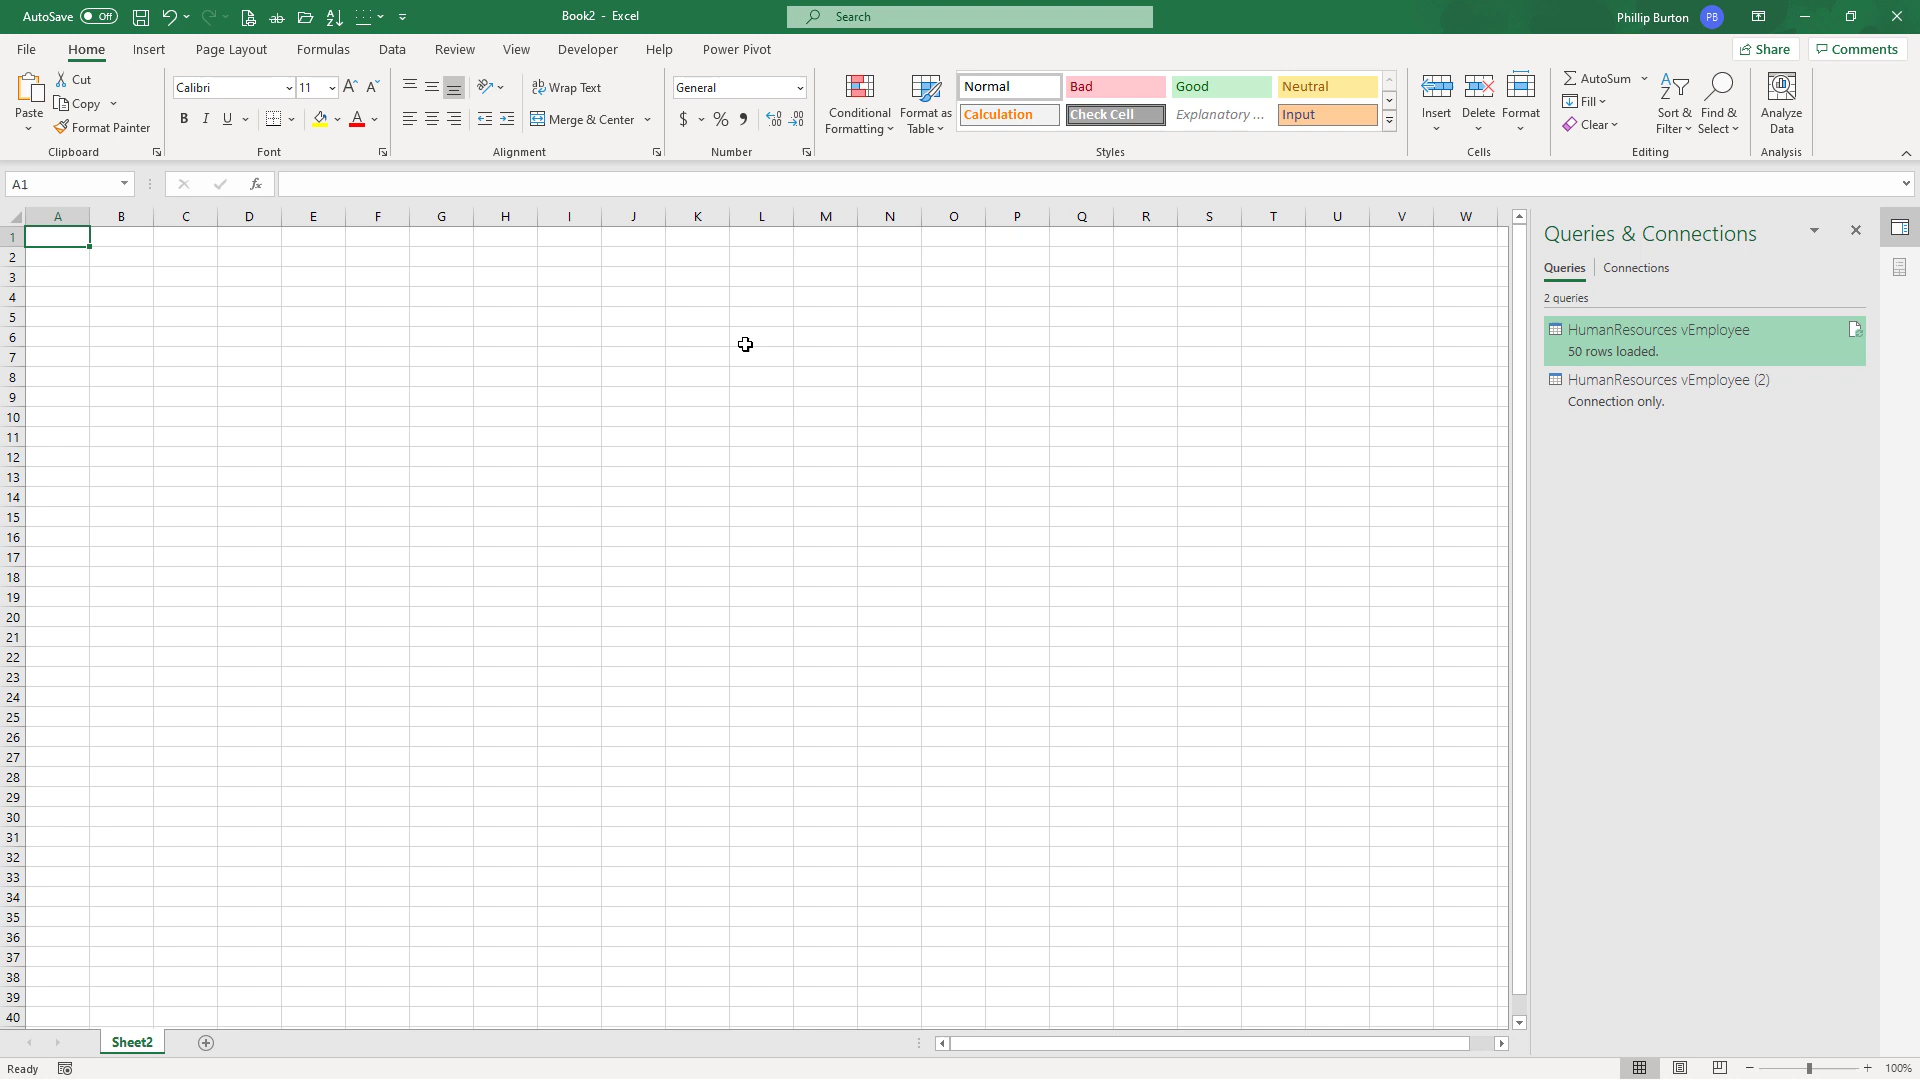 AutoSave Off Book2 - Excel Search Phillip Burton PB
File Home Insert Page Layout Formulas Data Review View Developer Help Power Pivot Share Comments
Paste
Cut
Copy
Format Painter
Clipboard
Calibri 11
B I U A
Font
Wrap Text
Merge & Center
Alignment
General
$ % 9
Number
Conditional Formatting
Format as Table
Normal Bad Good Neutral
Calculation Check Cell Explanatory ... Input
Styles
Insert Delete Format
Cells
AutoSum
Fill
Clear
Sort & Filter
Find & Select
Editing
Analyze Data
Analysis
A1 fx
A B C D E F G H I J K L M N O P Q R S T U V W
1
2
3
4
5
6
7
8
9
10
11
12
13
14
15
16
17
18
19
20
21
22
23
24
25
26
27
28
29
30
31
32
33
34
35
36
37
38
39
40
Queries & Connections
Queries Connections
2 queries
HumanResources vEmployee
50 rows loaded.
HumanResources vEmployee (2)
Connection only.
Sheet2
Ready 100%